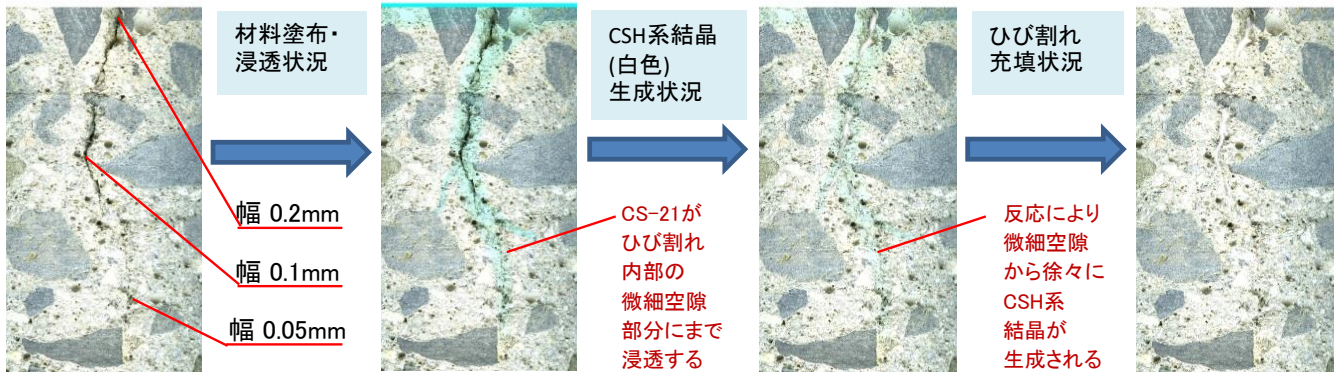 材料塗布・
浸透状況
CSH系結晶
(白色)
生成状況
ひび割れ
充填状況
幅 0.2mm
幅 0.1mm
幅 0.05mm
CS-21が
ひび割れ
内部の
微細空隙
部分にまで
浸透する
反応により
微細空隙
から徐々に
CSH系
結晶が
生成される